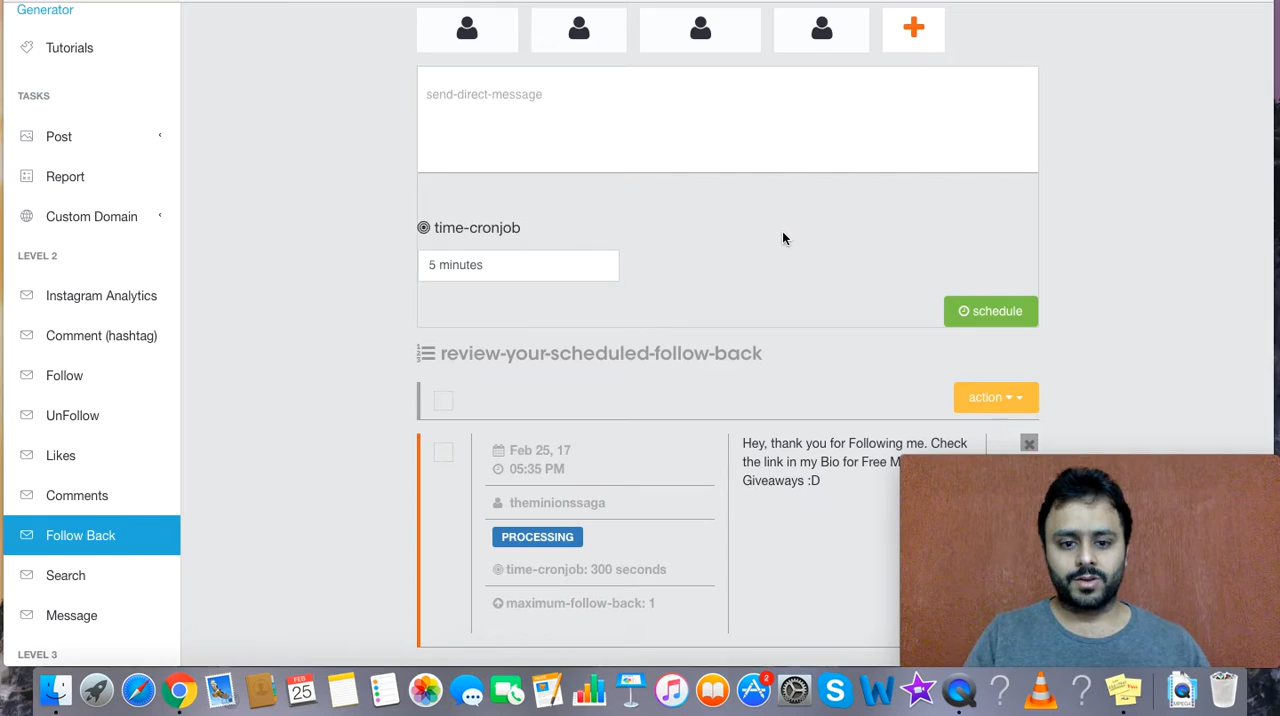 Generator
Tutorials
TASKS
Post
Report
Custom Domain
LEVEL 2
Instagram Analytics
Comment (hashtag)
Follow
UnFollow
Likes
Comments
Follow Back
Search
Message
LEVEL 3
send-direct-message
time-cronjob
5 minutes
schedule
review-your-scheduled-follow-back
action
Feb 25, 17
05:35 PM
theminionssaga
PROCESSING
time-cronjob: 300 seconds
maximum-follow-back: 1
Hey, thank you for Following me. Check
the link in my Bio for Free M
Giveaways :D
FEB
25
2